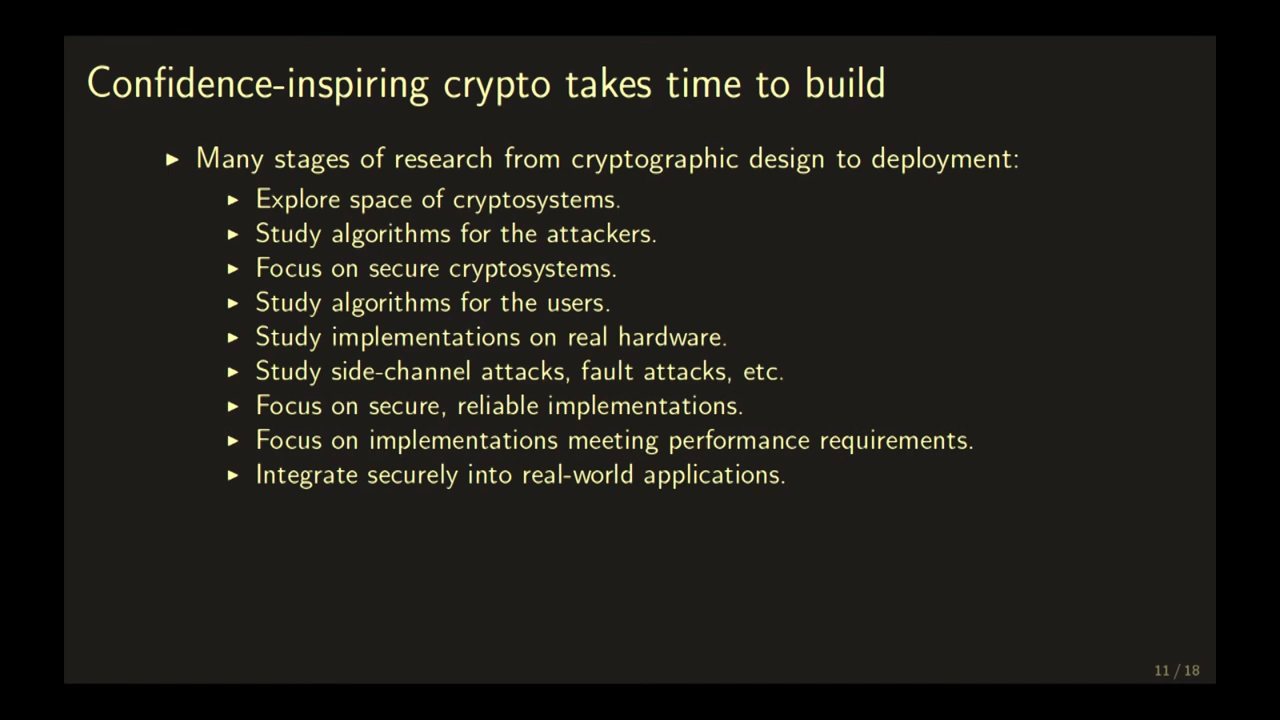 Confidence-inspiring crypto takes time to build
▶ Many stages of research from cryptographic design to deployment:
▶ Explore space of cryptosystems.
▶ Study algorithms for the attackers.
▶ Focus on secure cryptosystems.
▶ Study algorithms for the users.
▶ Study implementations on real hardware.
▶ Study side-channel attacks, fault attacks, etc.
▶ Focus on secure, reliable implementations.
▶ Focus on implementations meeting performance requirements.
▶ Integrate securely into real-world applications.
11 / 18